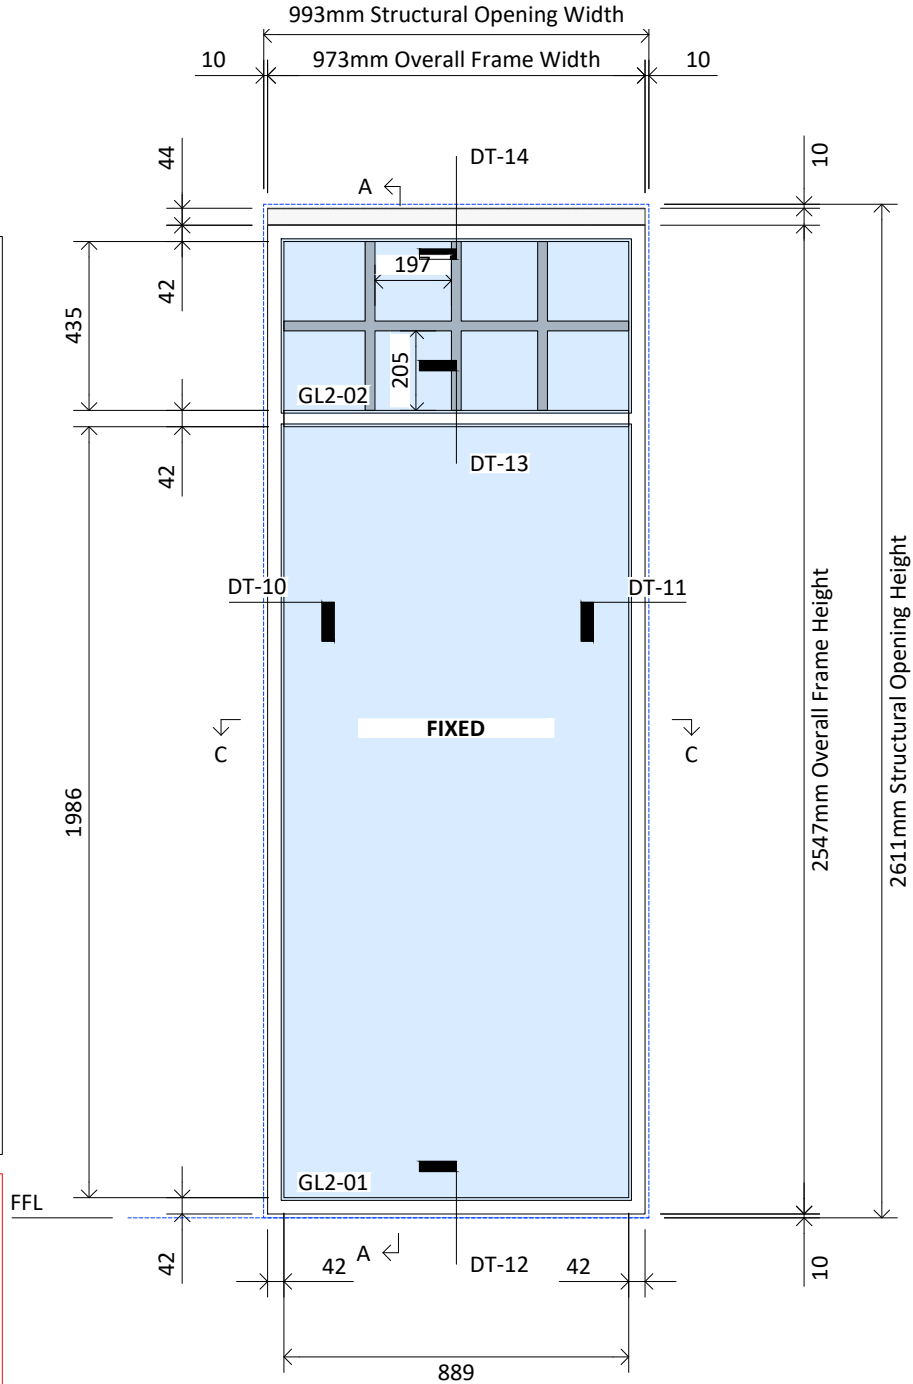 993mm Structural Opening Width
10
973mm Overall Frame Width
10
44
DT-14
10
A
42
197
435
205
GL2-02
DT-13
42
DT-10
DT-11
2547mm Overall Frame Height
2611mm Structural Opening Height
FIXED
C
C
1986
GL2-01
FFL
42
A
42
DT-12
42
10
889